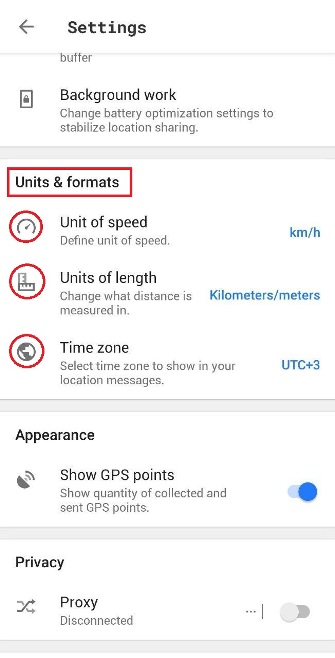 Settings
buffer
Background work
Change battery optimization settings to
stabilize location sharing.
Units & formats
Unit of speed
Define unit of speed.
km/h
Units of length
Change what distance is
measured in.
Kilometers/meters
Time zone
Select time zone to show in your
location messages.
UTC+3
Appearance
Show GPS points
Show quantity of collected and
sent GPS points.
Privacy
Proxy
Disconnected